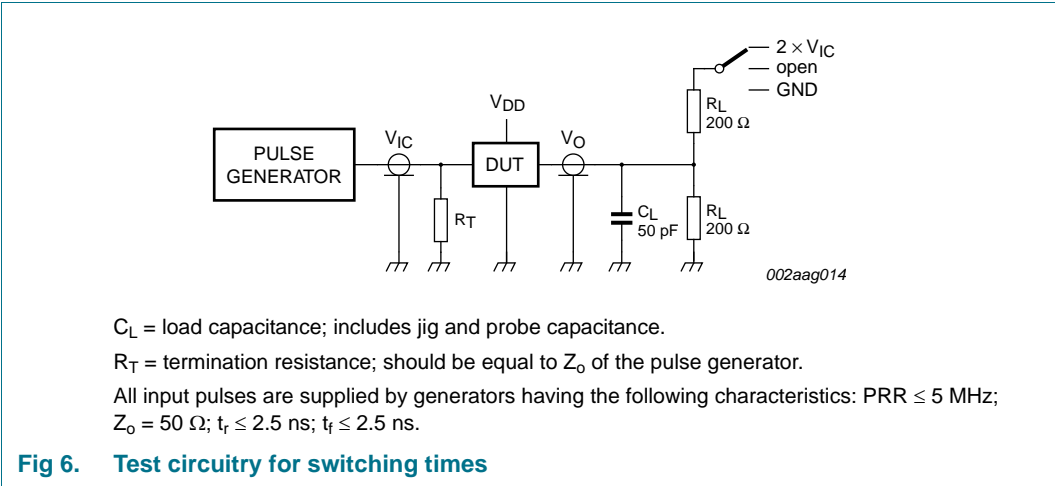 2 × VIC
open
GND
RL
200 Ω
VDD
VIC
VO
PULSE
GENERATOR
DUT
RT
CL
50 pF
RL
200 Ω
002aag014
CL = load capacitance; includes jig and probe capacitance.
RT = termination resistance; should be equal to Zo of the pulse generator.
All input pulses are supplied by generators having the following characteristics: PRR ≤ 5 MHz;
Zo = 50 Ω; tr ≤ 2.5 ns; tf ≤ 2.5 ns.
Fig 6. Test circuitry for switching times